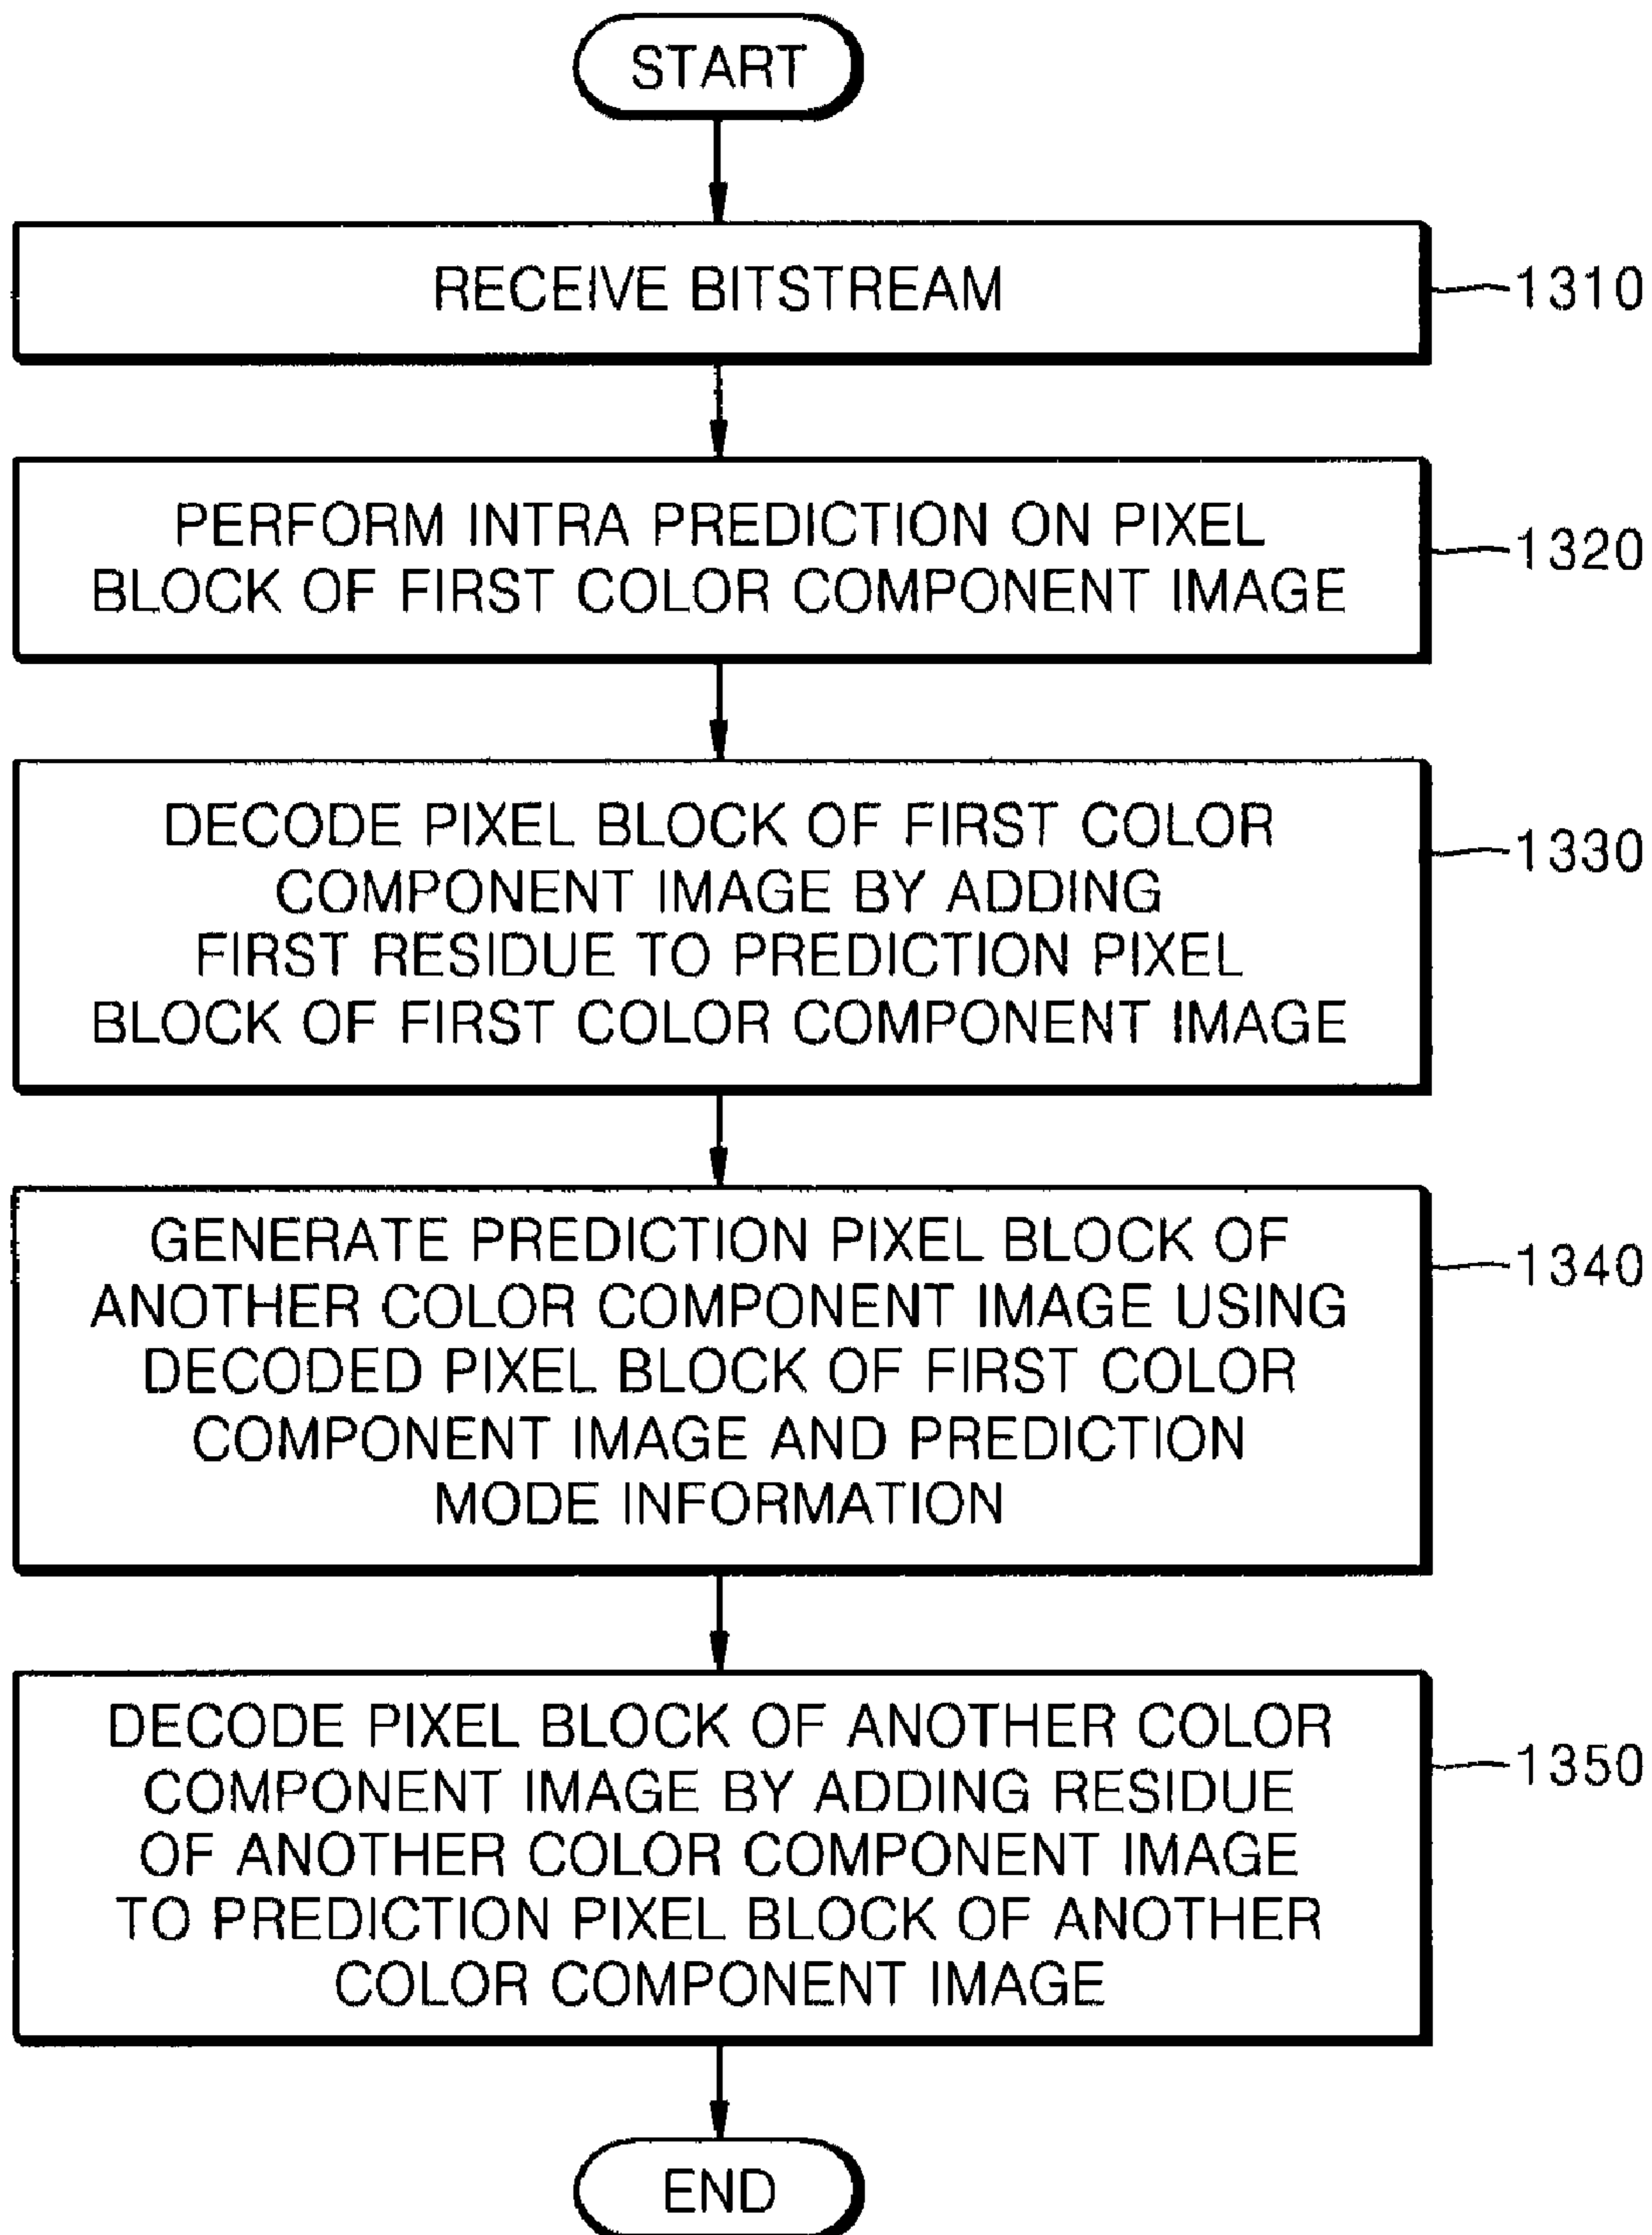 START
RECEIVE BITSTREAM
1310
PERFORM INTRA PREDICTION ON PIXEL
BLOCK OF FIRST COLOR COMPONENT IMAGE
1320
DECODE PIXEL BLOCK OF FIRST COLOR
COMPONENT IMAGE BY ADDING
FIRST RESIDUE TO PREDICTION PIXEL
BLOCK OF FIRST COLOR COMPONENT IMAGE
1330
GENERATE PREDICTION PIXEL BLOCK OF
ANOTHER COLOR COMPONENT IMAGE USING
DECODED PIXEL BLOCK OF FIRST COLOR
COMPONENT IMAGE AND PREDICTION
MODE INFORMATION
1340
DECODE PIXEL BLOCK OF ANOTHER COLOR
COMPONENT IMAGE BY ADDING RESIDUE
OF ANOTHER COLOR COMPONENT IMAGE
TO PREDICTION PIXEL BLOCK OF ANOTHER
COLOR COMPONENT IMAGE
1350
END